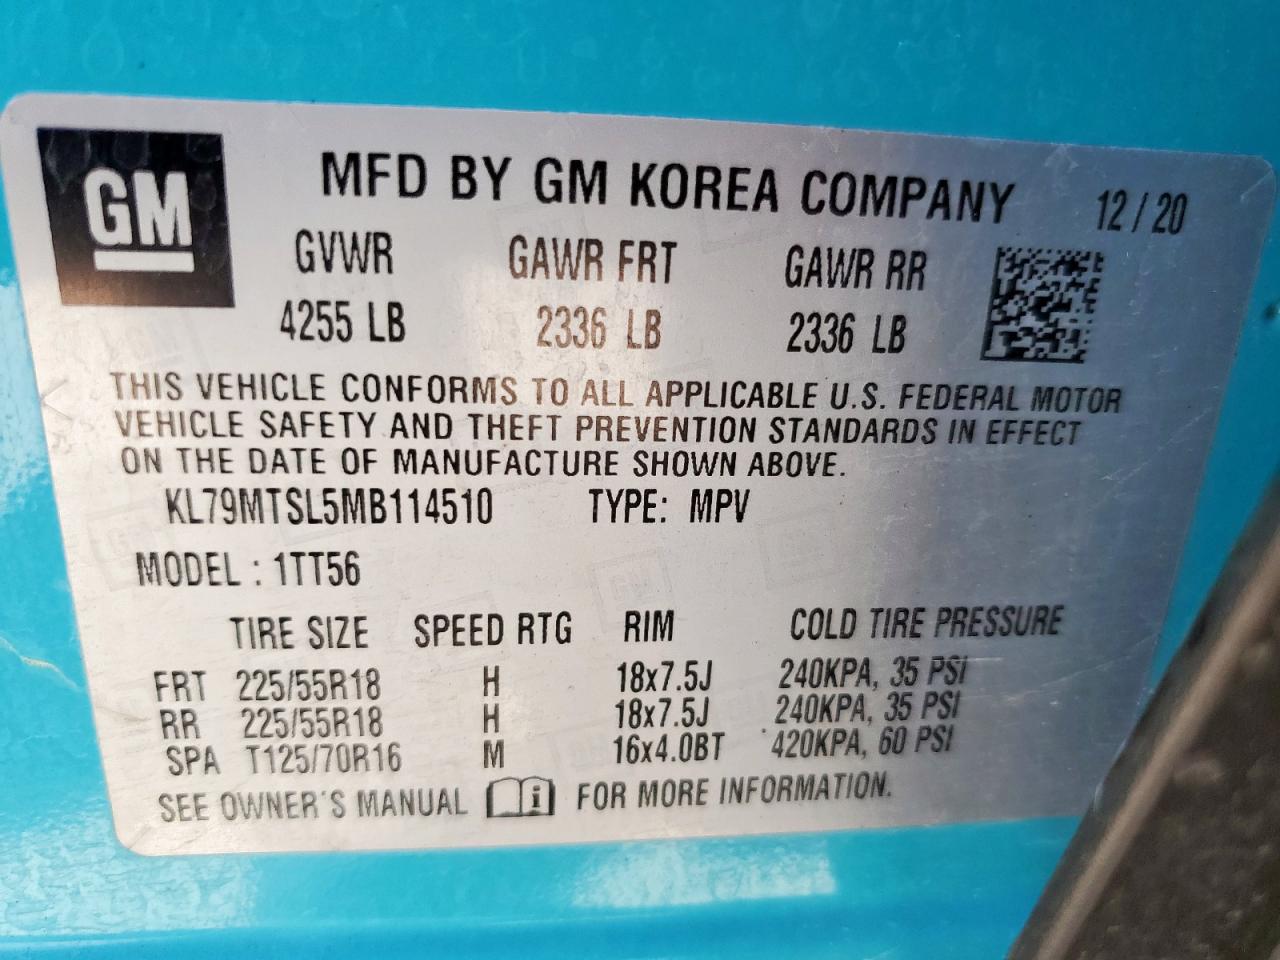 GM
MFD BY GM KOREA COMPANY 12 / 20
GVWR GAWR FRT GAWR RR
4255 LB 2336 LB 2336 LB
THIS VEHICLE CONFORMS TO ALL APPLICABLE U.S. FEDERAL MOTOR
VEHICLE SAFETY AND THEFT PREVENTION STANDARDS IN EFFECT
ON THE DATE OF MANUFACTURE SHOWN ABOVE.
KL79MTSL5MB114510 TYPE: MPV
MODEL : 1TT56
TIRE SIZE SPEED RTG RIM COLD TIRE PRESSURE
FRT 225/55R18 H 18x7.5J 240KPA, 35 PSI
RR 225/55R18 H 18x7.5J 240KPA, 35 PSI
SPA T125/70R16 M 16x4.0BT 420KPA, 60 PSI
SEE OWNER'S MANUAL i FOR MORE INFORMATION.